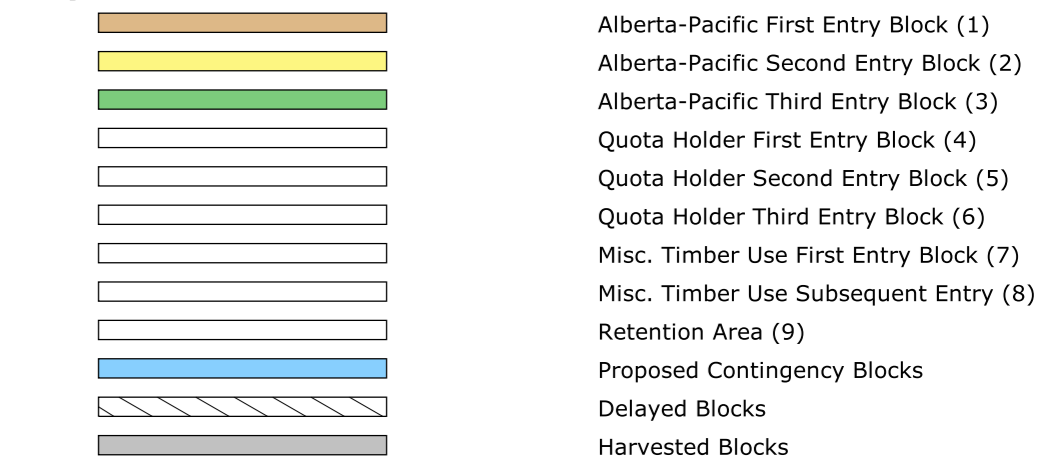 Alberta-Pacific First Entry Block (1)
Alberta-Pacific Second Entry Block (2)
Alberta-Pacific Third Entry Block (3)
Quota Holder First Entry Block (4)
Quota Holder Second Entry Block (5)
Quota Holder Third Entry Block (6)
Misc. Timber Use First Entry Block (7)
Misc. Timber Use Subsequent Entry (8)
Retention Area (9)
Proposed Contingency Blocks
Delayed Blocks
Harvested Blocks